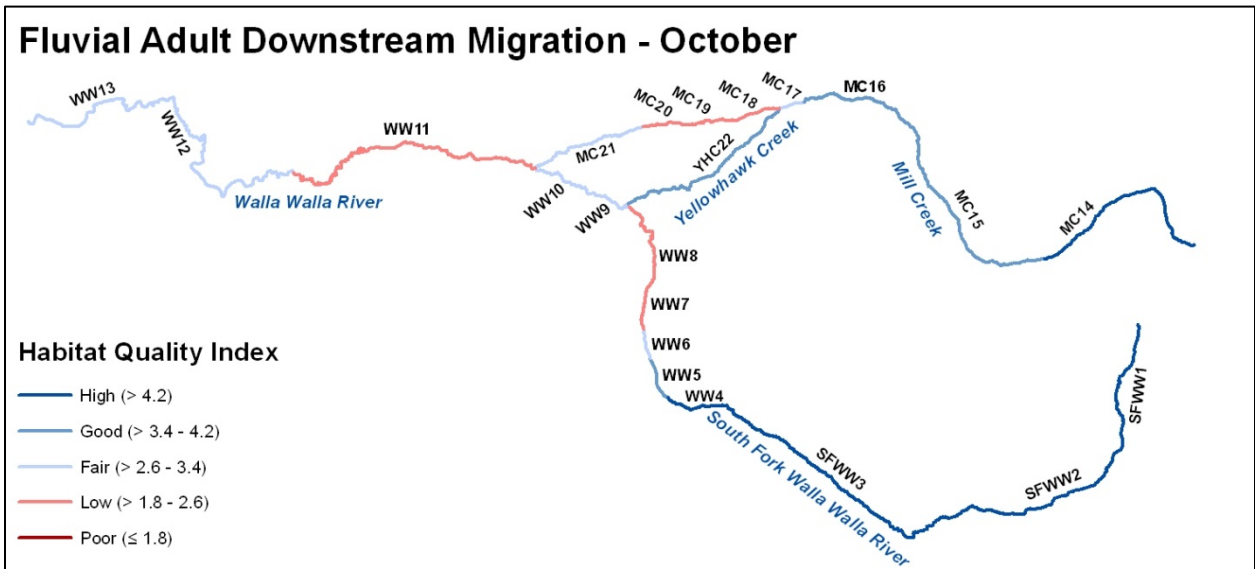 Fluvial Adult Downstream Migration - October
WW13
WW12
Walla Walla River
WW11
MC20
MC19
MC18
MC17
MC16
MC21
YHC22
Yellowhawk Creek
WW10
WW9
Mill Creek
MC15
MC14
WW8
WW7
WW6
WW5
WW4
South Fork Walla Walla River
SFWW3
SFWW2
SFWW1
Habitat Quality Index
High (> 4.2)
Good (> 3.4 - 4.2)
Fair (> 2.6 - 3.4)
Low (> 1.8 - 2.6)
Poor (≤ 1.8)